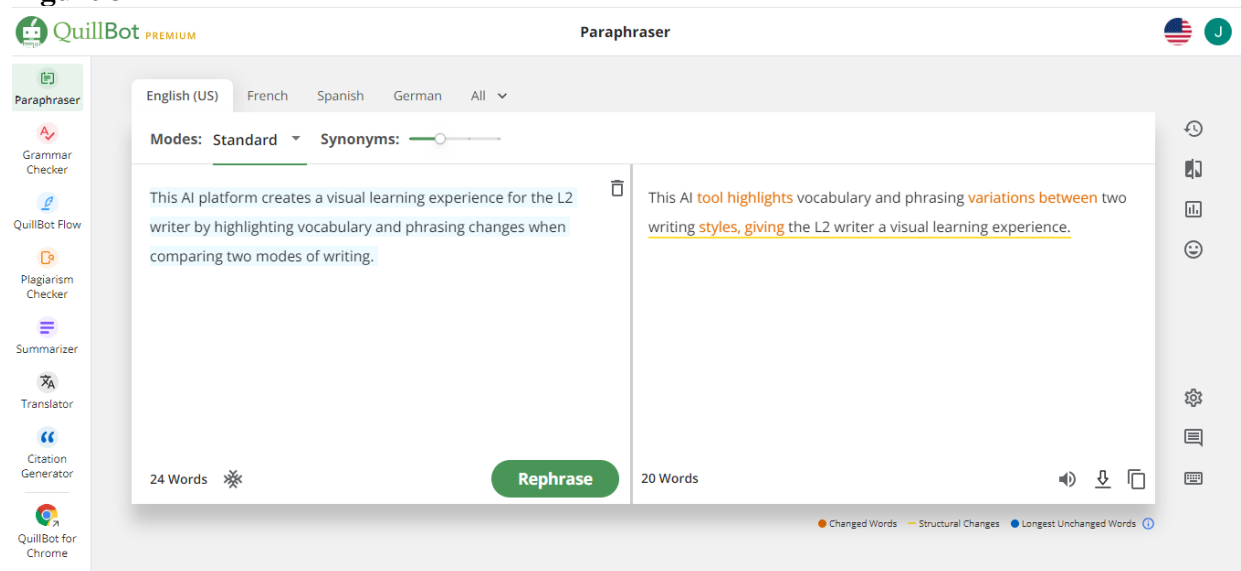 QuillBot PREMIUM
Paraphraser
J
Paraphraser
Grammar
Checker
QuillBot Flow
Plagiarism
Checker
Summarizer
Translator
Citation
Generator
QuillBot for
Chrome
English (US) French Spanish German All
Modes: Standard Synonyms:
This AI platform creates a visual learning experience for the L2
writer by highlighting vocabulary and phrasing changes when
comparing two modes of writing.
24 Words
Rephrase
This AI tool highlights vocabulary and phrasing variations between two
writing styles, giving the L2 writer a visual learning experience.
20 Words
Changed Words Structural Changes Longest Unchanged Words